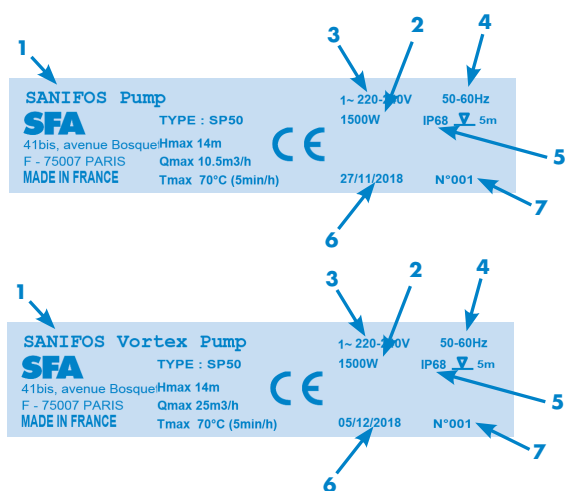 1
3
2
4
SANIFOS Pump
1~ 220-240V
50-60Hz
SFA
TYPE : SP50
1500W
IP68
5m
41bis, avenue Bosquet
Hmax 14m
CE
F - 75007 PARIS
Qmax 10.5m3/h
5
MADE IN FRANCE
Tmax 70°C (5min/h)
27/11/2018
N°001
6
7
1
3
2
4
SANIFOS Vortex Pump
1~ 220-240V
50-60Hz
SFA
TYPE : SP50
1500W
IP68
5m
41bis, avenue Bosquet
Hmax 14m
CE
F - 75007 PARIS
Qmax 25m3/h
5
MADE IN FRANCE
Tmax 70°C (5min/h)
05/12/2018
N°001
6
7